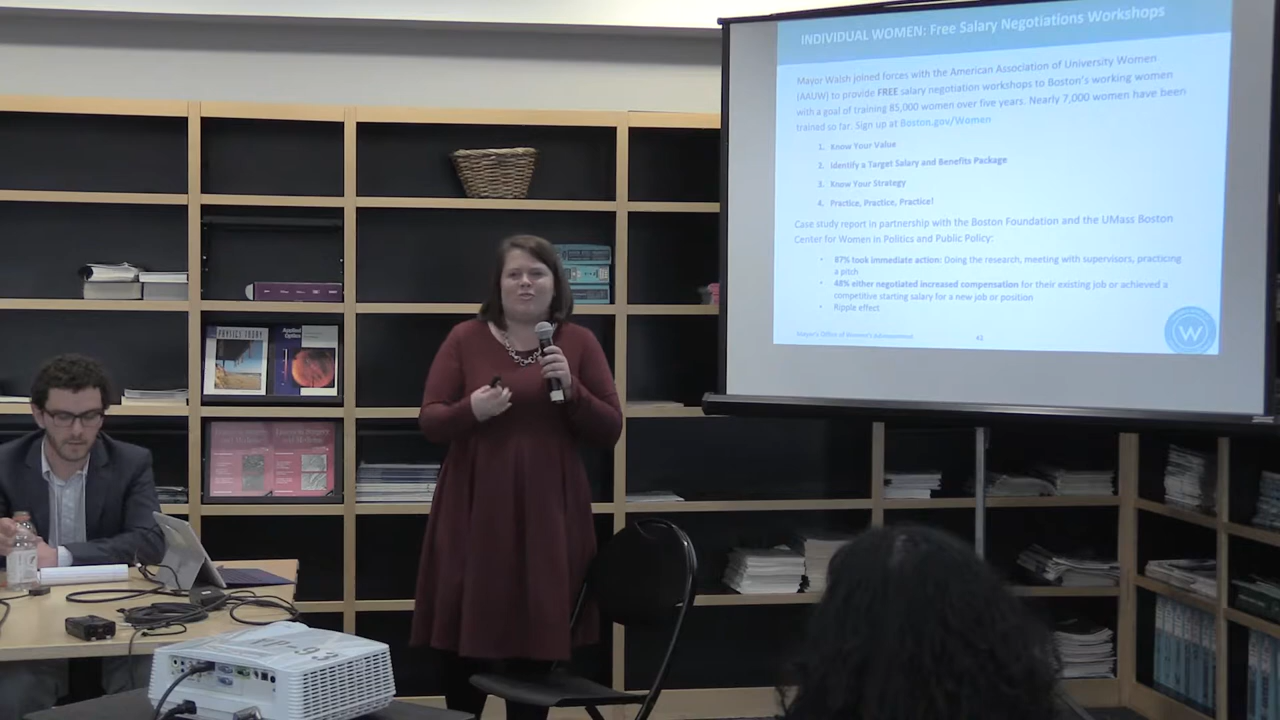 INDIVIDUAL WOMEN: Free Salary Negotiations Workshops
Mayor Walsh joined forces with the American Association of University Women
(AAUW) to provide FREE salary negotiation workshops to Boston's working women
with a goal of training 85,000 women over five years. Nearly 7,000 women have been
trained so far. Sign up at Boston.gov/Women
1. Know Your Value
2. Identify a Target Salary and Benefits Package
3. Know Your Strategy
4. Practice, Practice, Practice!
Case study report in partnership with the Boston Foundation and the UMass Boston
Center for Women in Politics and Public Policy:
• 87% took immediate action: Doing the research, meeting with supervisors, practicing
a pitch
• 48% either negotiated increased compensation for their existing job or achieved a
competitive starting salary for a new job or position
• Ripple effect
Mayor's Office of Women's Advancement
42
W
PHYSICS TODAY
Applied
Optics